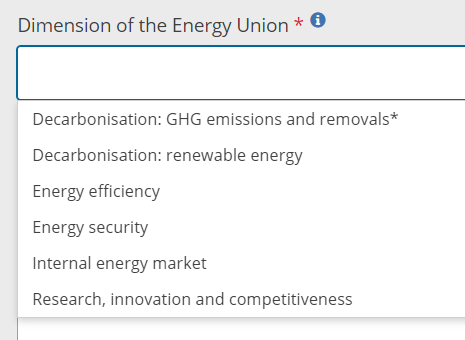 Dimension of the Energy Union *
Decarbonisation: GHG emissions and removals*
Decarbonisation: renewable energy
Energy efficiency
Energy security
Internal energy market
Research, innovation and competitiveness